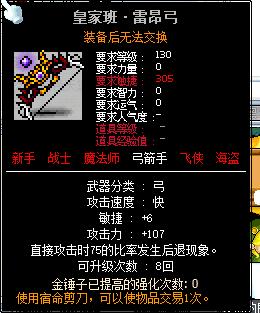 皇家班·雷昂弓
装备后无法交换
要求等级： 130
要求力量： 0
要求敏捷： 305
要求智力： 0
要求运气： 0
要求人气度： -
道具等级： -
道具经验值： -
新手 战士 魔法师 弓箭手 飞侠 海盗
武器分类 : 弓
攻击速度 : 快
敏捷 : +6
攻击力 : +107
直接攻击时75的比率发生后退现象。
可升级次数 : 8回
金锤子已提高的强化次数: 0
使用宿命剪刀，可以使物品交易1次。